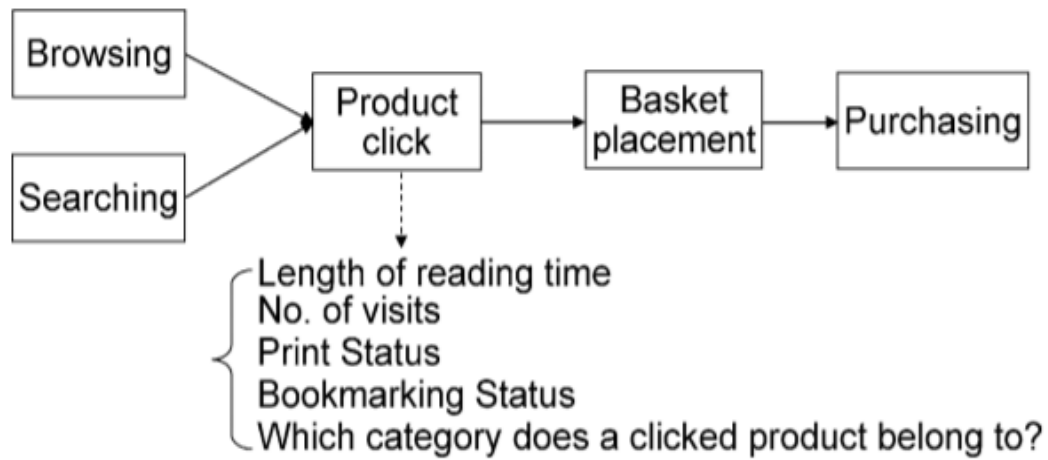 Browsing
Searching
Product
click
Basket
placement
Purchasing
Length of reading time
No. of visits
Print Status
Bookmarking Status
Which category does a clicked product belong to?